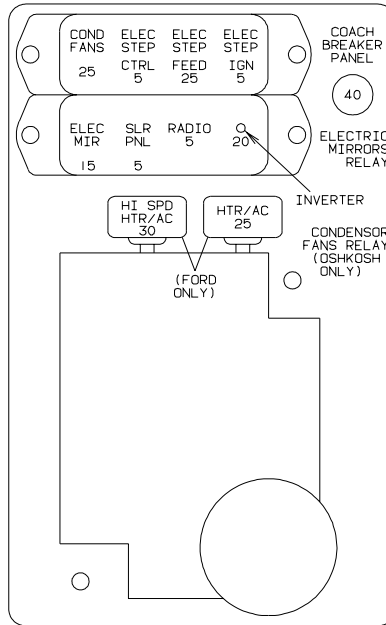 COND ELEC ELEC ELEC
FANS STEP STEP STEP
CTRL FEED IGN
25 5 25 5
COACH
BREAKER
PANEL
40
ELEC SLR RADIO
MIR PNL 5 20
15 5
ELECTRIC
MIRRORS
RELAY
INVERTER
HI SPD
HTR/AC
30
HTR/AC
25
(FORD
ONLY)
CONDENSOR
FANS RELAY
(OSHKOSH
ONLY)